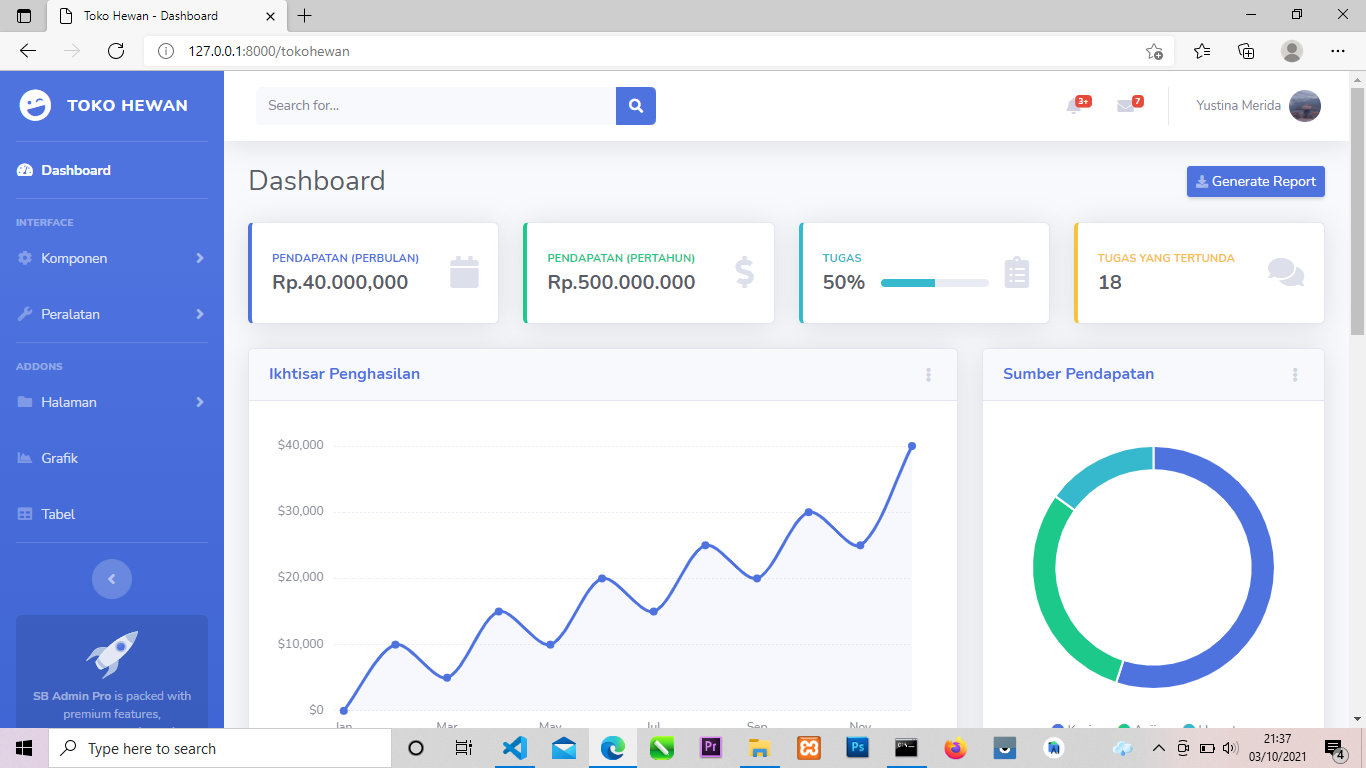 Toko Hewan - Dashboard
127.0.0.1:8000/tokohewan
TOKO HEWAN
Search for...
3+
7
Yustina Merida
Dashboard
INTERFACE
Komponen
Peralatan
ADDONS
Halaman
Grafik
Tabel
SB Admin Pro is packed with
premium features,
Dashboard
Generate Report
PENDAPATAN (PERBULAN)
Rp.40.000,000
PENDAPATAN (PERTAHUN)
Rp.500.000.000
TUGAS
50%
TUGAS YANG TERTUNDA
18
Ikhtisar Penghasilan
$40,000
$30,000
$20,000
$10,000
$0
Jan Mar May Jul Sep Nov
Sumber Pendapatan
Type here to search
Pr
Ps
21:37
03/10/2021
4